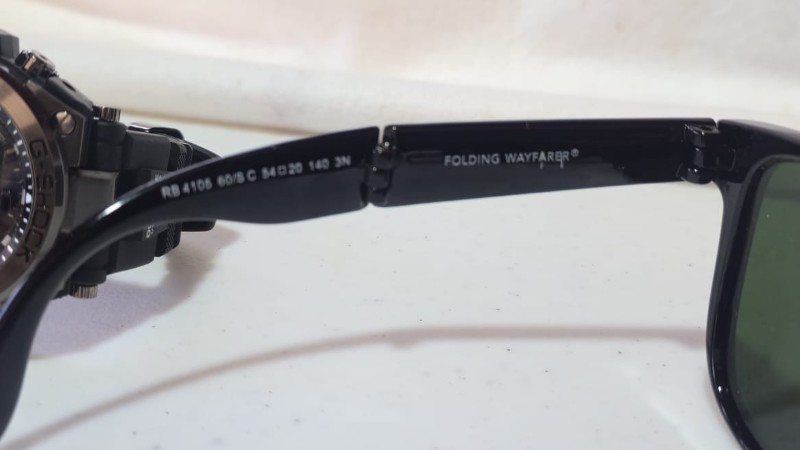 G-SHOCK
RB 4105 60/S C 54□20 140 3N
FOLDING WAYFARER®